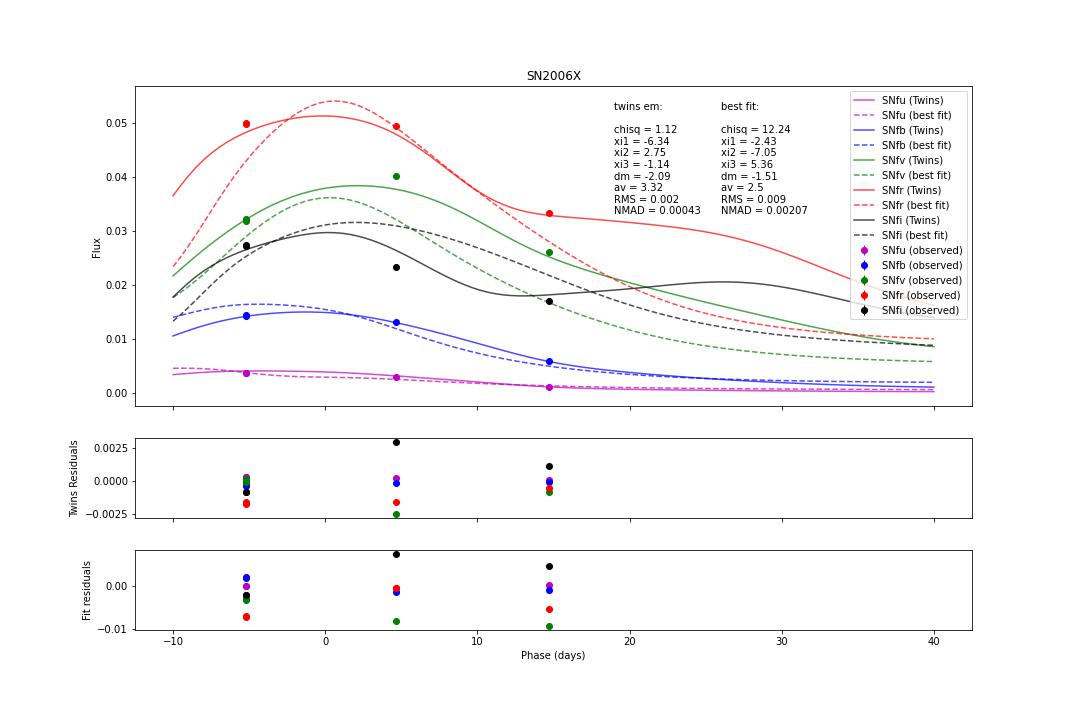 SN2006X
twins em:
best fit:
chisq = 1.12
xi1 = -6.34
xi2 = 2.75
xi3 = -1.14
dm = -2.09
av = 3.32
RMS = 0.002
NMAD = 0.00043
chisq = 12.24
xi1 = -2.43
xi2 = -7.05
xi3 = 5.36
dm = -1.51
av = 2.5
RMS = 0.009
NMAD = 0.00207
SNfu (Twins)
SNfu (best fit)
SNfb (Twins)
SNfb (best fit)
SNfv (Twins)
SNfv (best fit)
SNfr (Twins)
SNfr (best fit)
SNfi (Twins)
SNfi (best fit)
SNfu (observed)
SNfb (observed)
SNfv (observed)
SNfr (observed)
SNfi (observed)
Flux
0.05
0.04
0.03
0.02
0.01
0.00
Twins Residuals
0.0025
0.0000
−0.0025
Fit residuals
0.00
−0.01
−10
0
10
20
30
40
Phase (days)